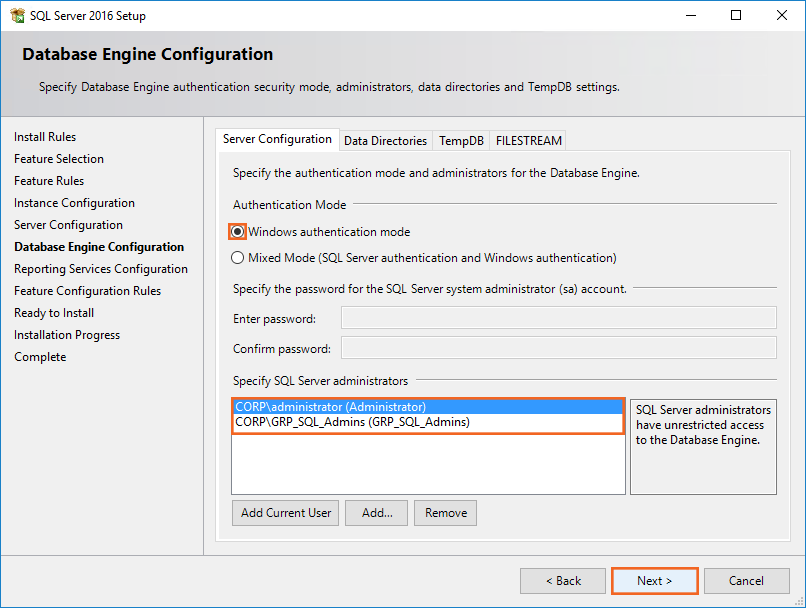 SQL Server 2016 Setup
Database Engine Configuration
Specify Database Engine authentication security mode, administrators, data directories and TempDB settings.
Install Rules
Feature Selection
Feature Rules
Instance Configuration
Server Configuration
Database Engine Configuration
Reporting Services Configuration
Feature Configuration Rules
Ready to Install
Installation Progress
Complete
Server Configuration Data Directories TempDB FILESTREAM
Specify the authentication mode and administrators for the Database Engine.
Authentication Mode
Windows authentication mode
Mixed Mode (SQL Server authentication and Windows authentication)
Specify the password for the SQL Server system administrator (sa) account.
Enter password:
Confirm password:
Specify SQL Server administrators
CORP\administrator (Administrator)
CORP\GRP_SQL_Admins (GRP_SQL_Admins)
SQL Server administrators
have unrestricted access
to the Database Engine.
Add Current User Add... Remove
< Back Next > Cancel